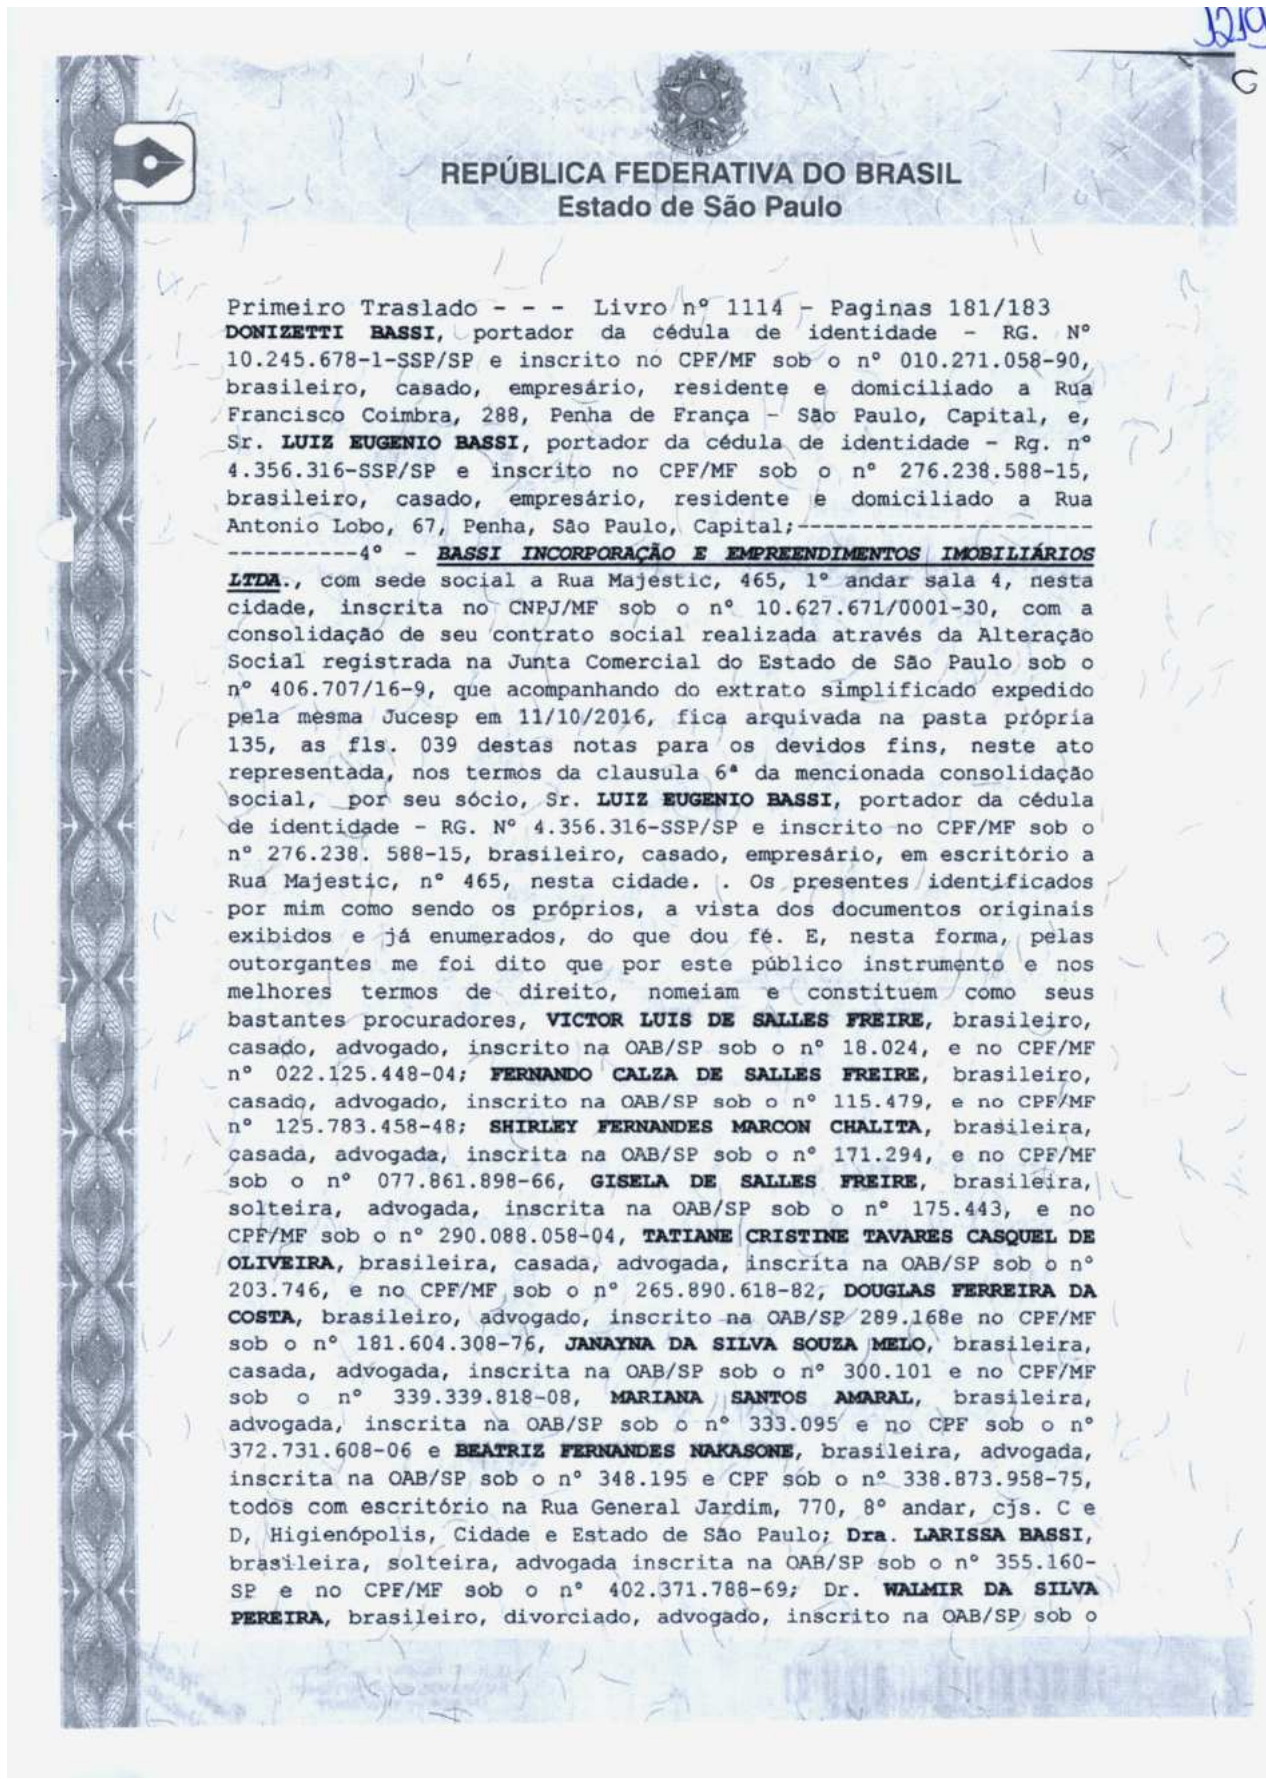 1219
G
REPÚBLICA FEDERATIVA DO BRASIL
Estado de São Paulo
Primeiro Traslado - - - Livro nº 1114 - Paginas 181/183
DONIZETTI BASSI, portador da cédula de identidade - RG. Nº
10.245.678-1-SSP/SP e inscrito no CPF/MF sob o nº 010.271.058-90,
brasileiro, casado, empresário, residente e domiciliado a Rua
Francisco Coimbra, 288, Penha de França - São Paulo, Capital, e,
Sr. LUIZ EUGENIO BASSI, portador da cédula de identidade - Rg. nº
4.356.316-SSP/SP e inscrito no CPF/MF sob o nº 276.238.588-15,
brasileiro, casado, empresário, residente e domiciliado a Rua
Antonio Lobo, 67, Penha, São Paulo, Capital;-----------------------
----------4º - BASSI INCORPORAÇÃO E EMPREENDIMENTOS IMOBILIÁRIOS
LTDA., com sede social a Rua Majestic, 465, 1º andar sala 4, nesta
cidade, inscrita no CNPJ/MF sob o nº 10.627.671/0001-30, com a
consolidação de seu contrato social realizada através da Alteração
Social registrada na Junta Comercial do Estado de São Paulo sob o
nº 406.707/16-9, que acompanhando do extrato simplificado expedido
pela mesma Jucesp em 11/10/2016, fica arquivada na pasta própria
135, as fls. 039 destas notas para os devidos fins, neste ato
representada, nos termos da clausula 6ª da mencionada consolidação
social, por seu sócio, Sr. LUIZ EUGENIO BASSI, portador da cédula
de identidade - RG. Nº 4.356.316-SSP/SP e inscrito no CPF/MF sob o
nº 276.238. 588-15, brasileiro, casado, empresário, em escritório a
Rua Majestic, nº 465, nesta cidade. . Os presentes identificados
por mim como sendo os próprios, a vista dos documentos originais
exibidos e já enumerados, do que dou fé. E, nesta forma, pelas
outorgantes me foi dito que por este público instrumento e nos
melhores termos de direito, nomeiam e constituem como seus
bastantes procuradores, VICTOR LUIS DE SALLES FREIRE, brasileiro,
casado, advogado, inscrito na OAB/SP sob o nº 18.024, e no CPF/MF
nº 022.125.448-04; FERNANDO CALZA DE SALLES FREIRE, brasileiro,
casado, advogado, inscrito na OAB/SP sob o nº 115.479, e no CPF/MF
nº 125.783.458-48; SHIRLEY FERNANDES MARCON CHALITA, brasileira,
casada, advogada, inscrita na OAB/SP sob o nº 171.294, e no CPF/MF
sob o nº 077.861.898-66, GISELA DE SALLES FREIRE, brasileira,
solteira, advogada, inscrita na OAB/SP sob o nº 175.443, e no
CPF/MF sob o nº 290.088.058-04, TATIANE CRISTINE TAVARES CASQUEL DE
OLIVEIRA, brasileira, casada, advogada, inscrita na OAB/SP sob o nº
203.746, e no CPF/MF sob o nº 265.890.618-82, DOUGLAS FERREIRA DA
COSTA, brasileiro, advogado, inscrito na OAB/SP 289.168e no CPF/MF
sob o nº 181.604.308-76, JANAYNA DA SILVA SOUZA MELO, brasileira,
casada, advogada, inscrita na OAB/SP sob o nº 300.101 e no CPF/MF
sob o nº 339.339.818-08, MARIANA SANTOS AMARAL, brasileira,
advogada, inscrita na OAB/SP sob o nº 333.095 e no CPF sob o nº
372.731.608-06 e BEATRIZ FERNANDES NAKASONE, brasileira, advogada,
inscrita na OAB/SP sob o nº 348.195 e CPF sob o nº 338.873.958-75,
todos com escritório na Rua General Jardim, 770, 8º andar, cjs. C e
D, Higienópolis, Cidade e Estado de São Paulo; Dra. LARISSA BASSI,
brasileira, solteira, advogada inscrita na OAB/SP sob o nº 355.160-
SP e no CPF/MF sob o nº 402.371.788-69; Dr. WALMIR DA SILVA
PEREIRA, brasileiro, divorciado, advogado, inscrito na OAB/SP sob o